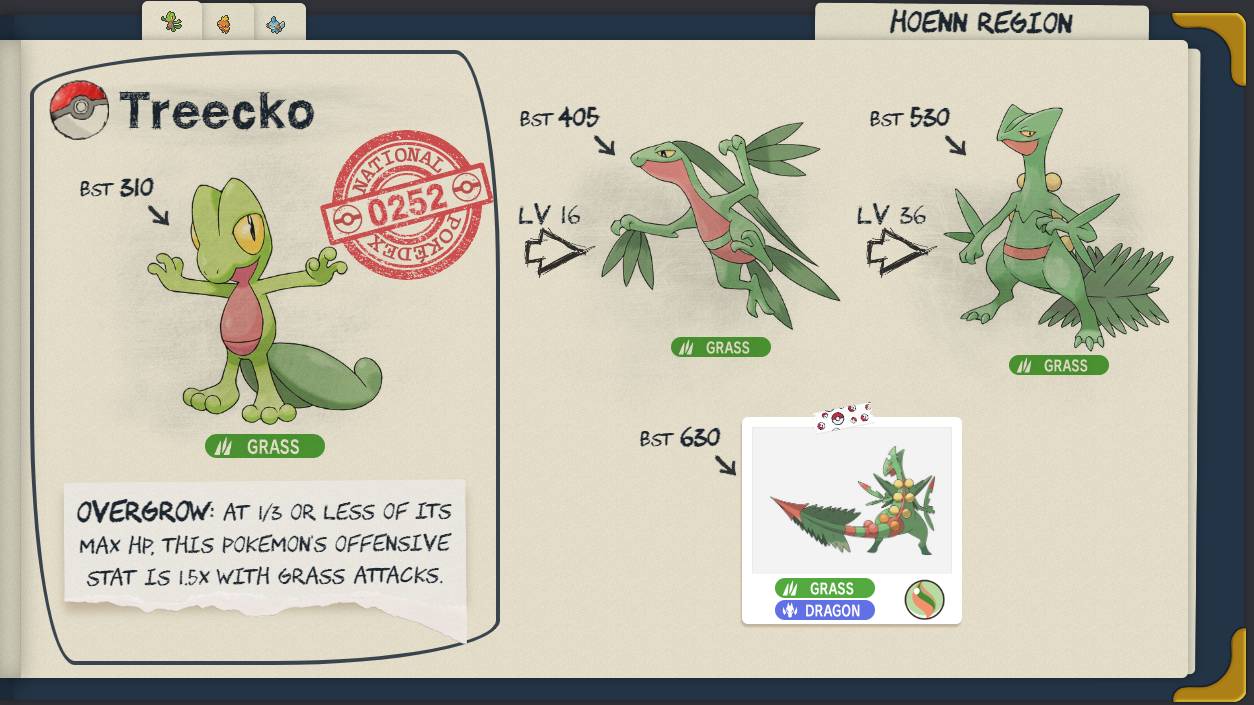 HOENN REGION
Treecko
NATIONAL
0252
POKÉDEX
BST 310
GRASS
OVERGROW: AT 1/3 OR LESS OF ITS
MAX HP, THIS POKEMON'S OFFENSIVE
STAT IS 1.5X WITH GRASS ATTACKS.
BST 405
LV 16
GRASS
BST 530
LV 36
GRASS
BST 630
GRASS
DRAGON